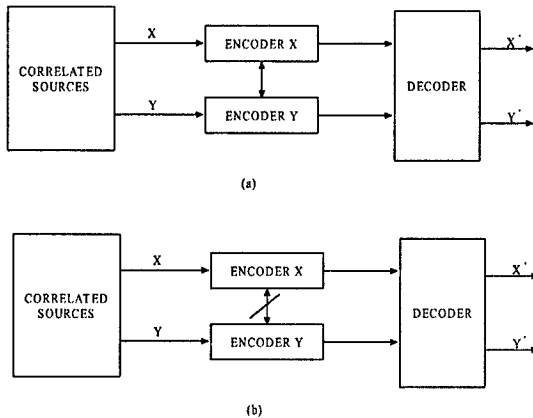 X
ENCODER X
CORRELATED
SOURCES
Y
ENCODER Y
DECODER
X'
Y'
(a)
X
ENCODER X
CORRELATED
SOURCES
Y
ENCODER Y
DECODER
X'
Y'
(b)